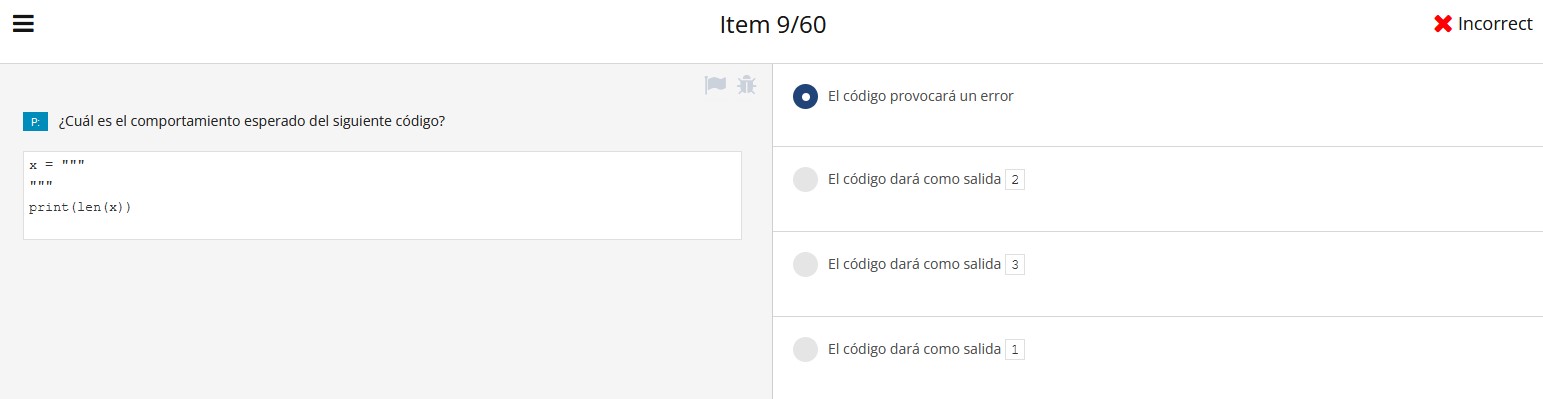 Item 9/60
Incorrect
P: ¿Cuál es el comportamiento esperado del siguiente código?
x = """
"""
print(len(x))
El código provocará un error
El código dará como salida 2
El código dará como salida 3
El código dará como salida 1